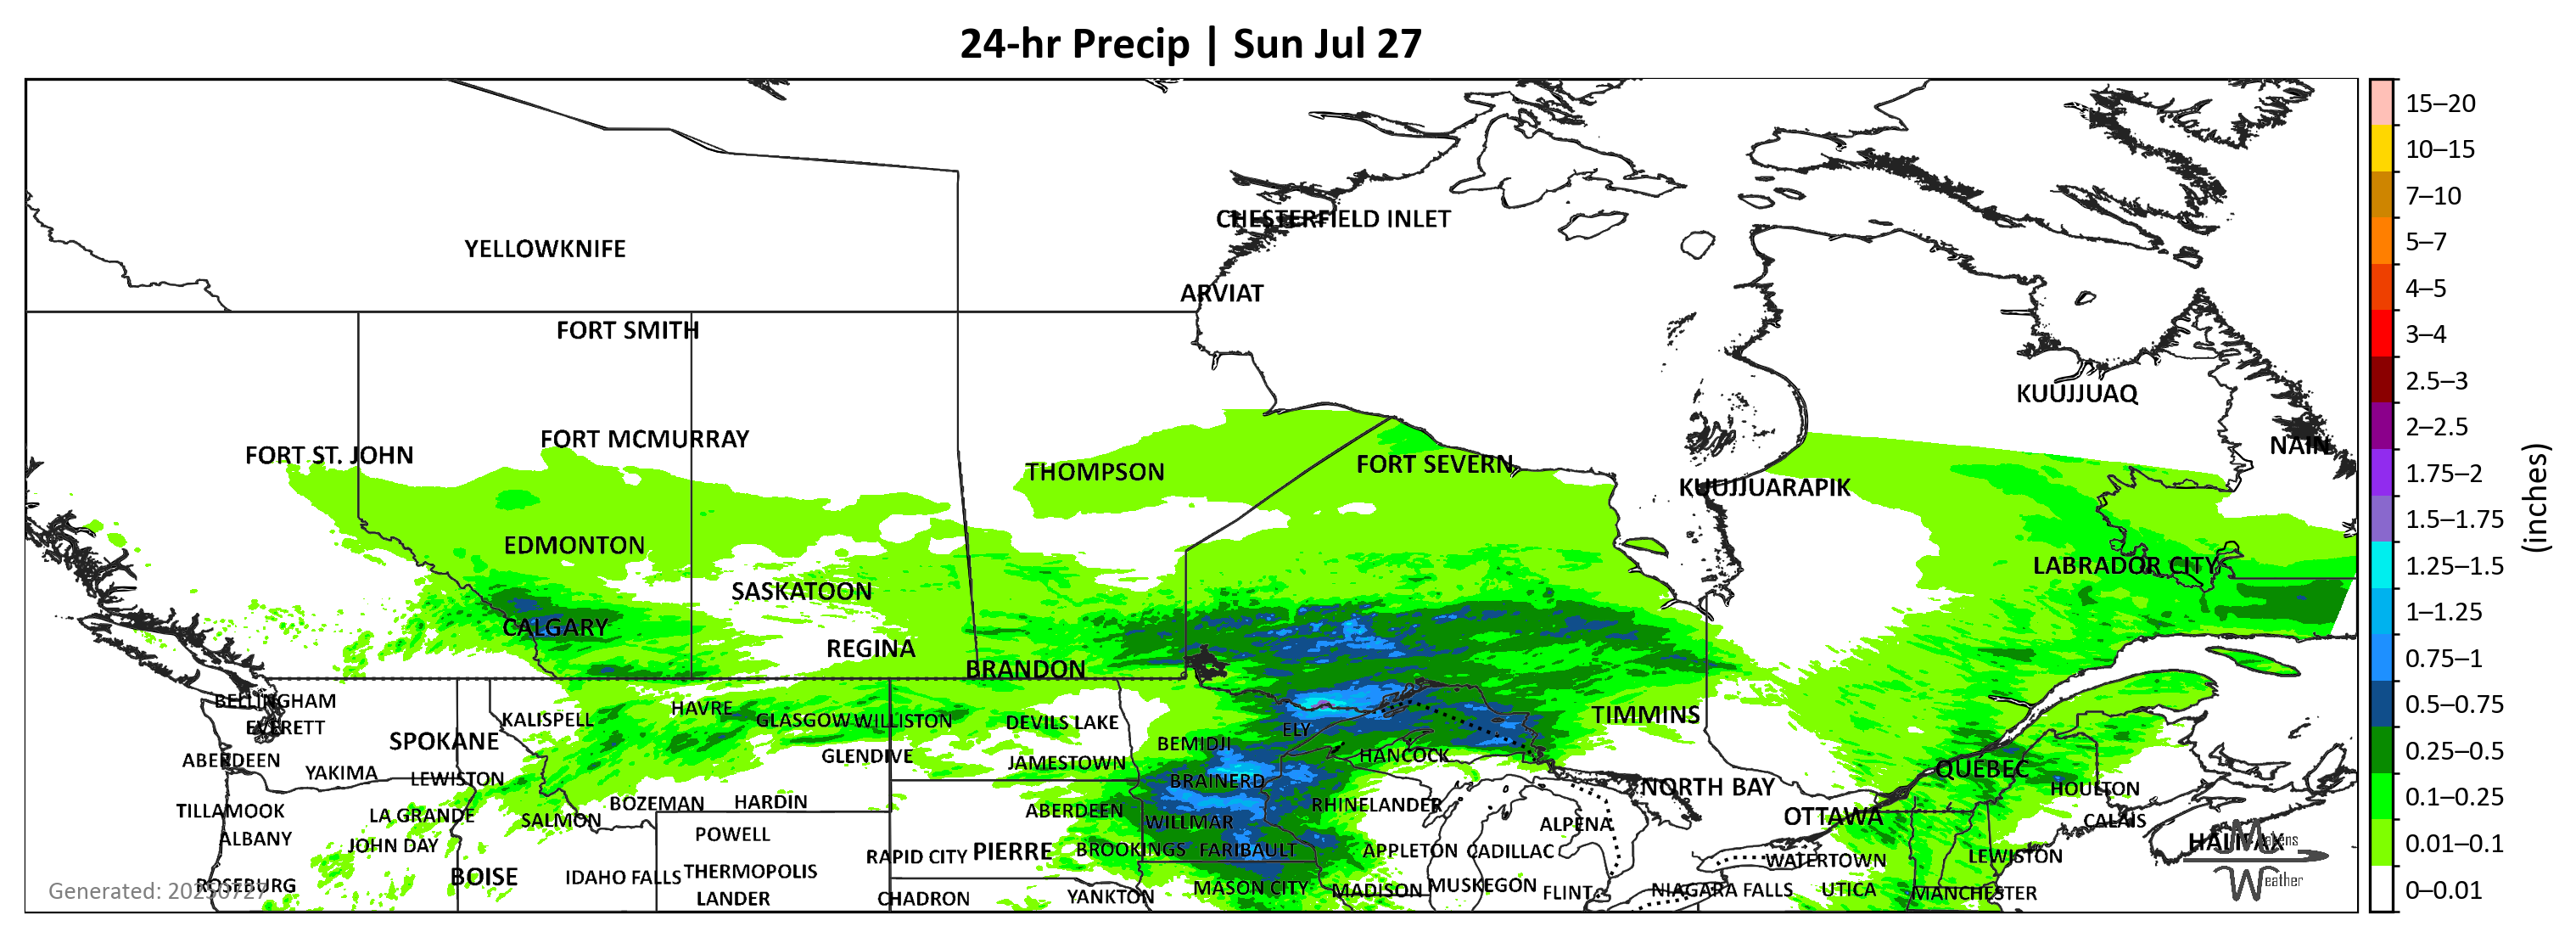 24-hr Precip | Sun Jul 27
15–20
10–15
CHESTERFIELD INLET
7–10
YELLOWKNIFE
5–7
ARVIAT
4–5
FORT SMITH
3–4
2.5–3
KUUJJUAQ
2–2.5
FORT MCMURRAY
NAIN
FORT ST. JOHN
THOMPSON
FORT SEVERN
1.75–2
KUUJJUARAPIK
(inches)
1.5–1.75
EDMONTON
LABRADOR CITY
1.25–1.5
SASKATOON
1–1.25
CALGARY
REGINA
0.75–1
BRANDON
BELLINGHAM
HAVRE
0.5–0.75
KALISPELL
GLASGOW
WILLISTON
DEVILS LAKE
TIMMINS
EVERETT
ELY
SPOKANE
BEMIDJI
0.25–0.5
ABERDEEN
GLENDIVE
JAMESTOWN
HANCOCK
QUÉBEC
YAKIMA
LEWISTON
BRAINERD
NORTH BAY
HOULTON
0.1–0.25
BOZEMAN
HARDIN
RHINELANDER
TILLAMOOK
LA GRANDE
SALMON
ABERDEEN
WILLMAR
ALPENA
OTTAWA
CALAIS
ALBANY
JOHN DAY
POWELL
HALIFAX
Matens
0.01–0.1
BROOKINGS
FARIBAULT
APPLETON
CADILLAC
RAPID CITY
PIERRE
WATERTOWN
LEWISTON
BOISE
IDAHO FALLS
THERMOPOLIS
Weather
ROSEBURG
Generated: 20250727
MASON CITY
MADISON
MUSKEGON
FLINT
NIAGARA FALLS
UTICA
MANCHESTER
0–0.01
LANDER
CHADRON
YANKTON